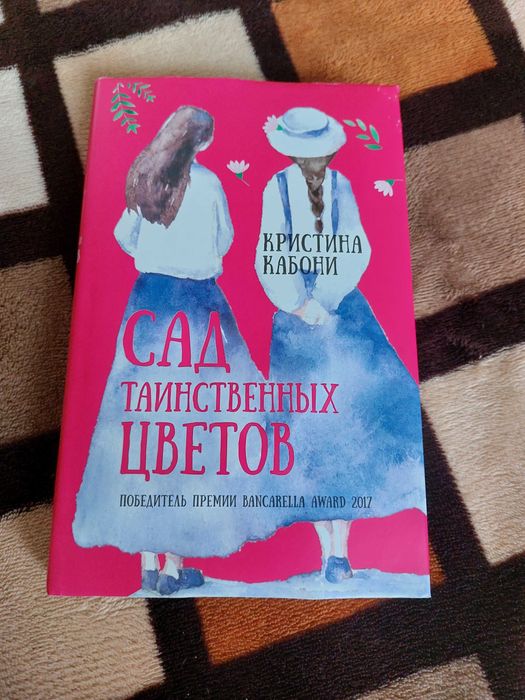 КРИСТИНА
КАБОНИ
САД
ТАИНСТВЕННЫХ
ЦВЕТОВ
ПОБЕДИТЕЛЬ ПРЕМИИ BANCARELLA AWARD 2017